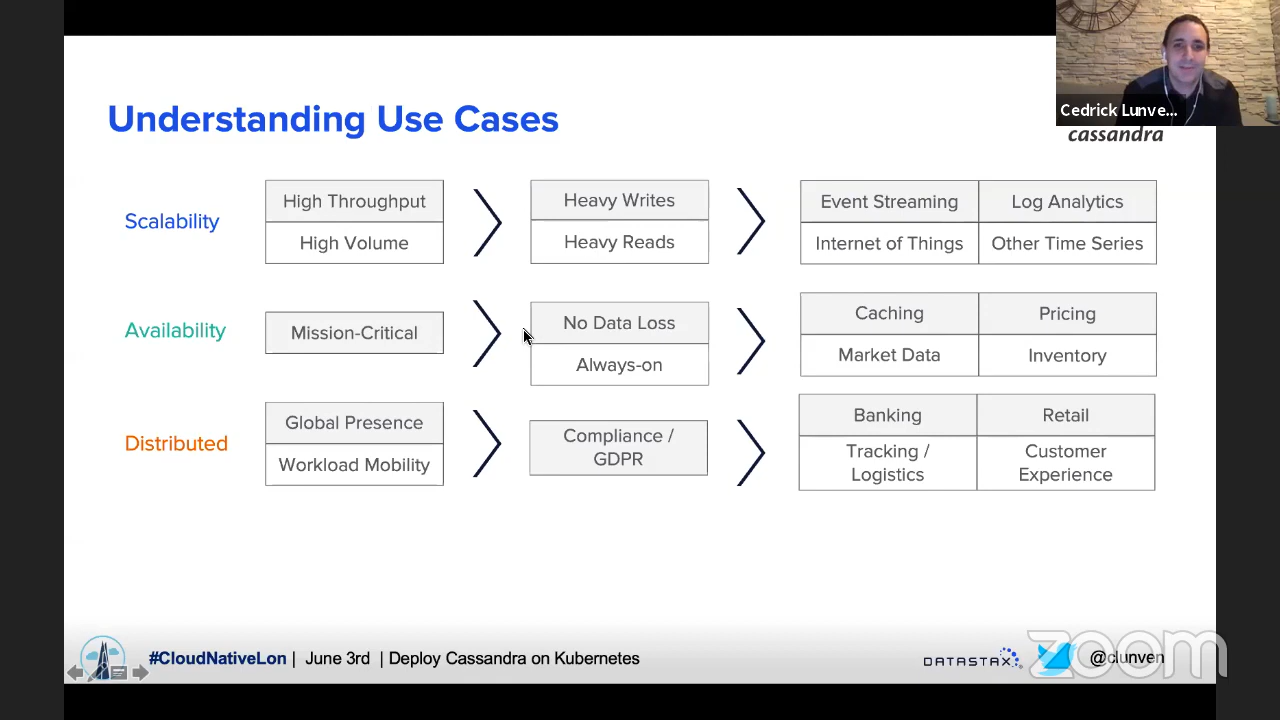 Cedrick Lunve...
cassandra
Understanding Use Cases
Scalability
High Throughput
High Volume
Heavy Writes
Heavy Reads
Event Streaming
Log Analytics
Internet of Things
Other Time Series
Availability
Mission-Critical
No Data Loss
Always-on
Caching
Pricing
Market Data
Inventory
Distributed
Global Presence
Workload Mobility
Compliance /
GDPR
Banking
Retail
Tracking /
Logistics
Customer
Experience
#CloudNativeLon | June 3rd | Deploy Cassandra on Kubernetes
DATASTAX
@clunven
zoom